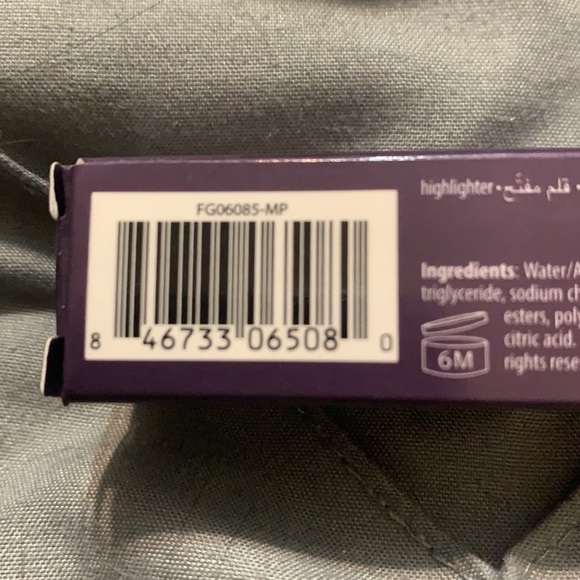 FG06085-MP
8 46733 06508 0
highlighter • قلم مفتّح •
Ingredients: Water/A
triglyceride, sodium ch
esters, poly
citric acid.
rights rese
6M